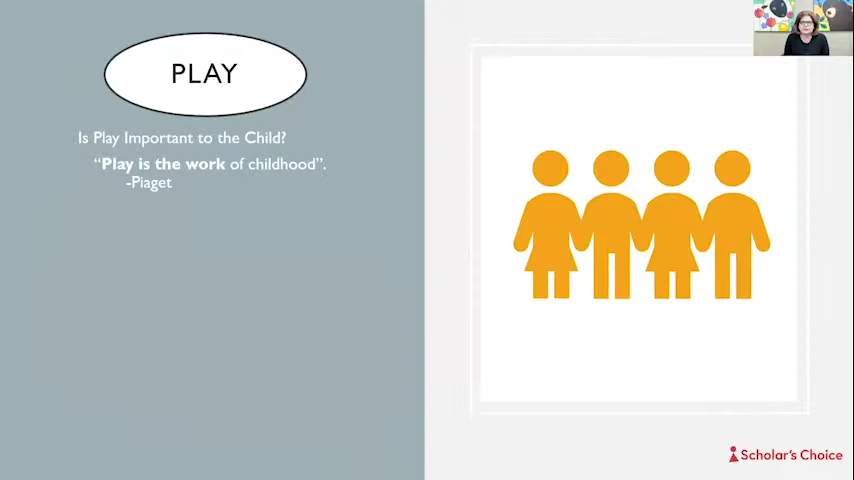 PLAY
Is Play Important to the Child?
“Play is the work of childhood”.
-Piaget
Scholar's Choice